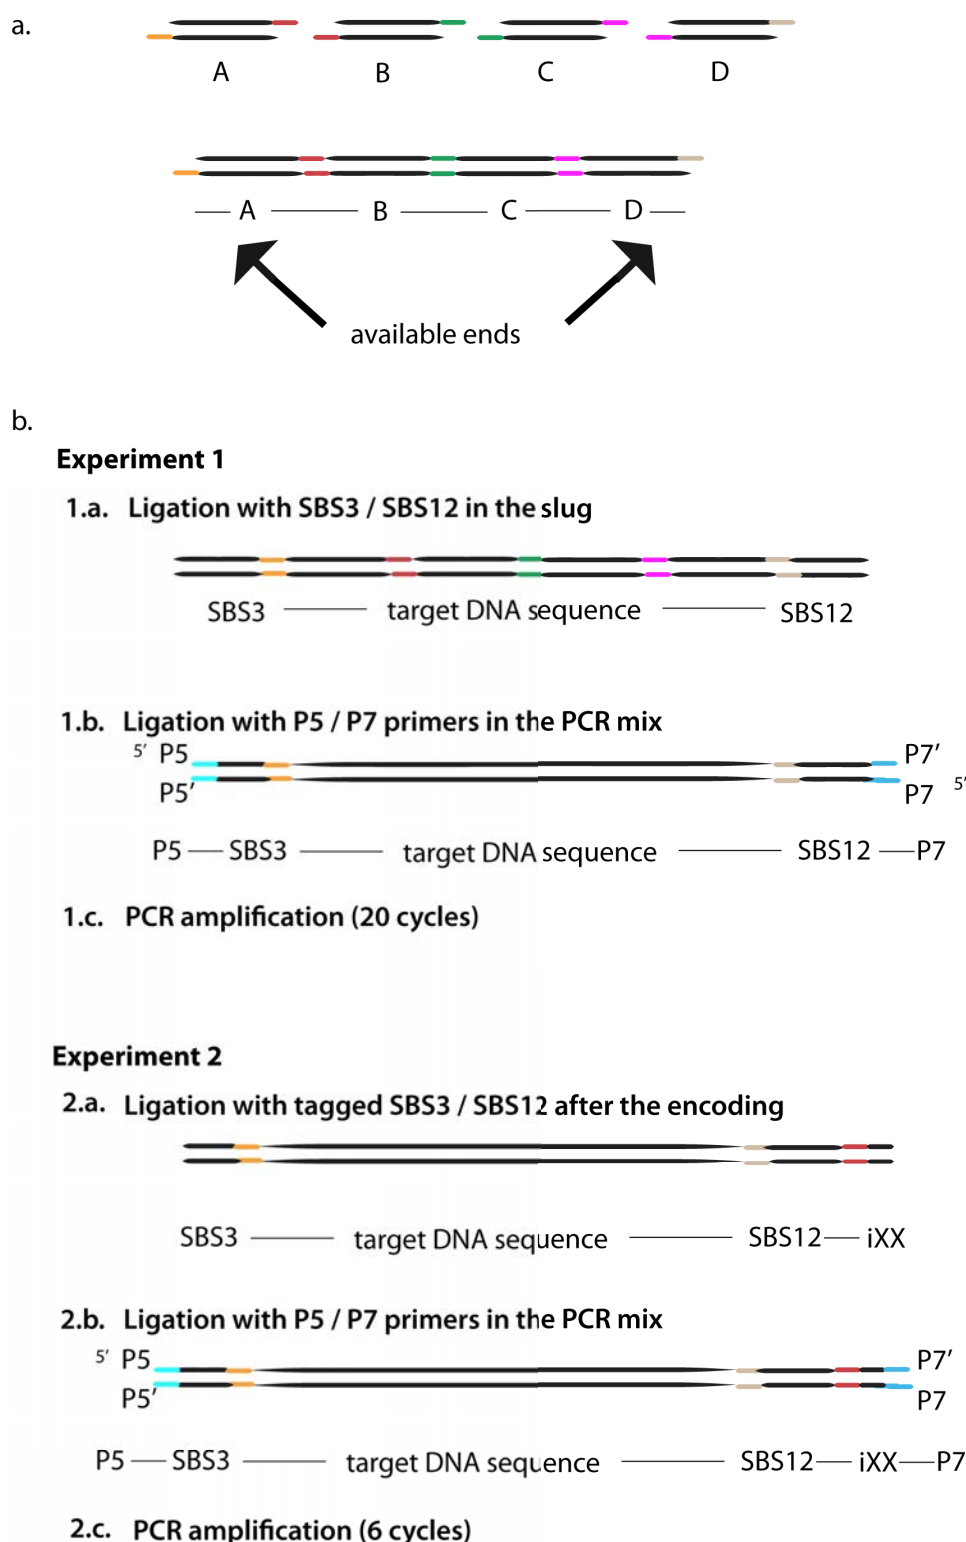 a.
A B C D
A B C D
available ends
b.
Experiment 1
1.a. Ligation with SBS3 / SBS12 in the slug
SBS3 target DNA sequence SBS12
1.b. Ligation with P5 / P7 primers in the PCR mix
5′ P5 P7′
P5′ P7 5′
P5 SBS3 target DNA sequence SBS12 P7
1.c. PCR amplification (20 cycles)
Experiment 2
2.a. Ligation with tagged SBS3 / SBS12 after the encoding
SBS3 target DNA sequence SBS12 iXX
2.b. Ligation with P5 / P7 primers in the PCR mix
5′ P5 P7′
P5′ P7
P5 SBS3 target DNA sequence SBS12 iXX P7
2.c. PCR amplification (6 cycles)